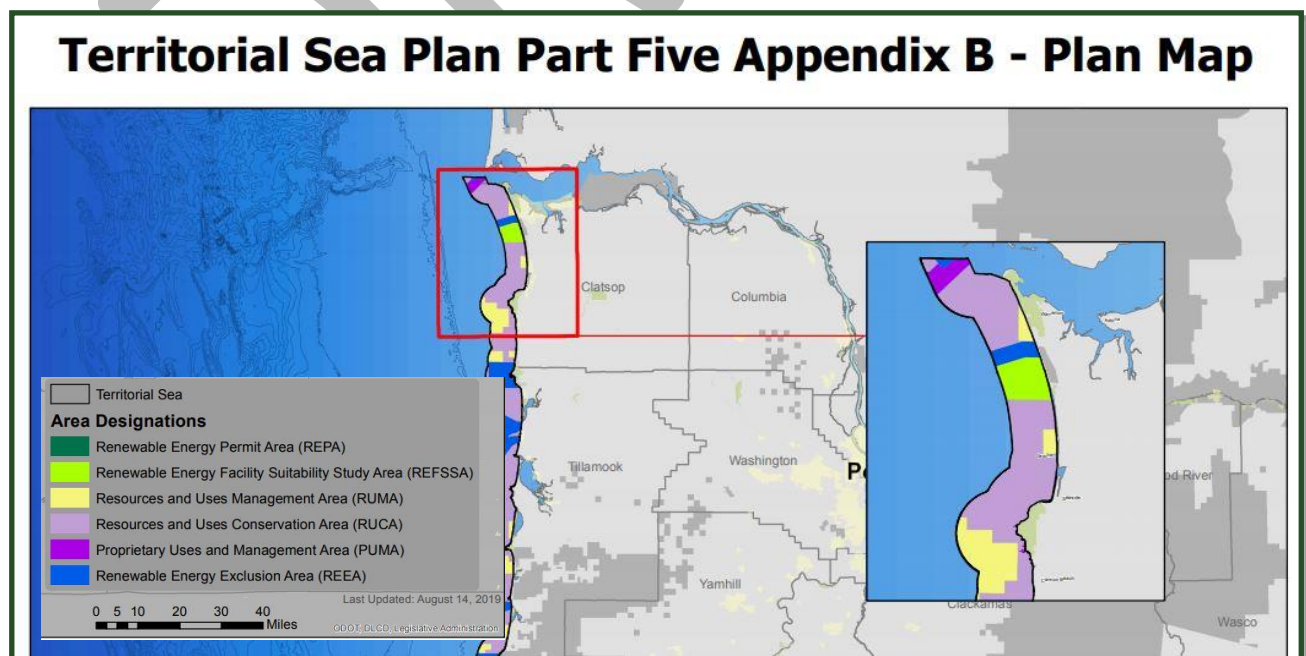 Territorial Sea Plan Part Five Appendix B - Plan Map
Clatsop
Columbia
Tillamook
Washington
Po
od River
Yamhill
Clackamas
Wasco
Territorial Sea
Area Designations
Renewable Energy Permit Area (REPA)
Renewable Energy Facility Suitability Study Area (REFSSA)
Resources and Uses Management Area (RUMA)
Resources and Uses Conservation Area (RUCA)
Proprietary Uses and Management Area (PUMA)
Renewable Energy Exclusion Area (REEA)
Last Updated: August 14, 2019
0 5 10 20 30 40
Miles
ODOT, DLCD, Legislative Administration